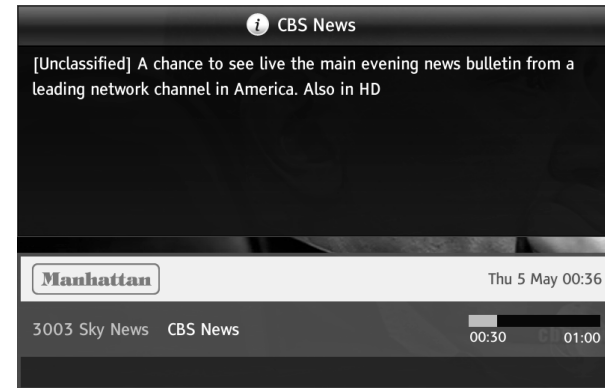 i CBS News
[Unclassified] A chance to see live the main evening news bulletin from a
leading network channel in America. Also in HD
Manhattan Thu 5 May 00:36
3003 Sky News CBS News
00:30 01:00